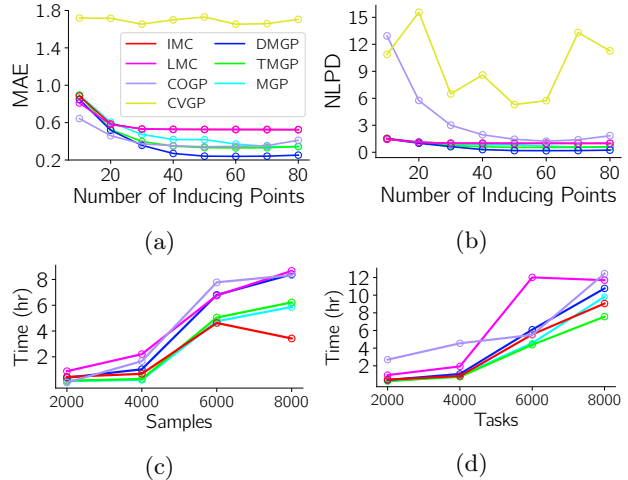 MAE
1.8
1.4
1.0
0.6
0.2
20
40
60
80
Number of Inducing Points
IMC
LMC
COGP
CVGP
DMGP
TMGP
MGP
(a)
NLPD
15
12
9
6
3
0
20
40
60
80
Number of Inducing Points
(b)
Time (hr)
8
6
4
2
2000
4000
6000
8000
Samples
(c)
Time (hr)
12
10
8
6
4
2
2000
4000
6000
8000
Tasks
(d)